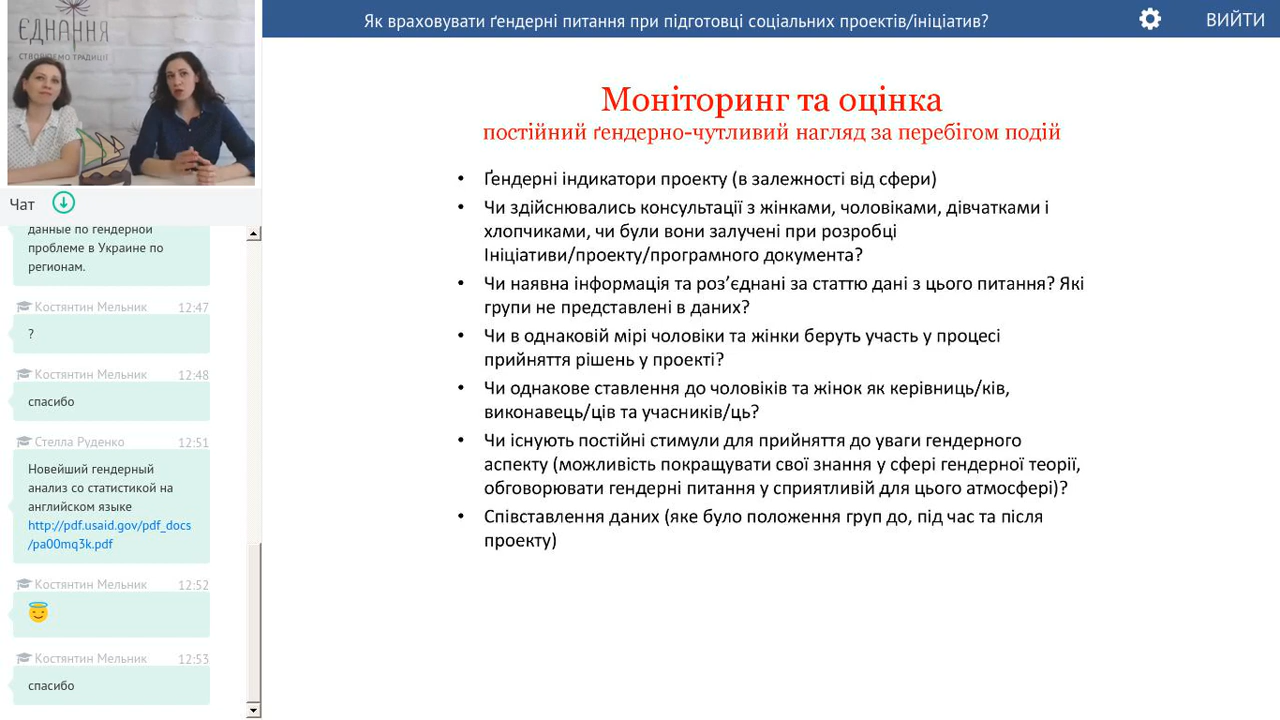 ЄДНАННЯ
СТВОРЮЄМО ТРАДИЦІЇ
Як враховувати ґендерні питання при підготовці соціальних проектів/ініціатив?
ВИЙТИ
Чат
данные по гендерной
проблеме в Украине по
регионам.
Костянтин Мельник 12:47
?
Костянтин Мельник 12:48
спасибо
Стелла Руденко 12:51
Новейший гендерный
анализ со статистикой на
английском языке
http://pdf.usaid.gov/pdf_docs
/pa00mq3k.pdf
Костянтин Мельник 12:52
Костянтин Мельник 12:53
спасибо
Моніторинг та оцінка
постійний ґендерно-чутливий нагляд за перебігом подій
• Ґендерні індикатори проекту (в залежності від сфери)
• Чи здійснювались консультації з жінками, чоловіками, дівчатками і
хлопчиками, чи були вони залучені при розробці
Ініціативи/проекту/програмного документа?
• Чи наявна інформація та роз’єднані за статтю дані з цього питання? Які
групи не представлені в даних?
• Чи в однаковій мірі чоловіки та жінки беруть участь у процесі
прийняття рішень у проекті?
• Чи однакове ставлення до чоловіків та жінок як керівниць/ків,
виконавець/ців та учасників/ць?
• Чи існують постійні стимули для прийняття до уваги гендерного
аспекту (можливість покращувати свої знання у сфері гендерної теорії,
обговорювати гендерні питання у сприятливій для цього атмосфері)?
• Співставлення даних (яке було положення груп до, під час та після
проекту)